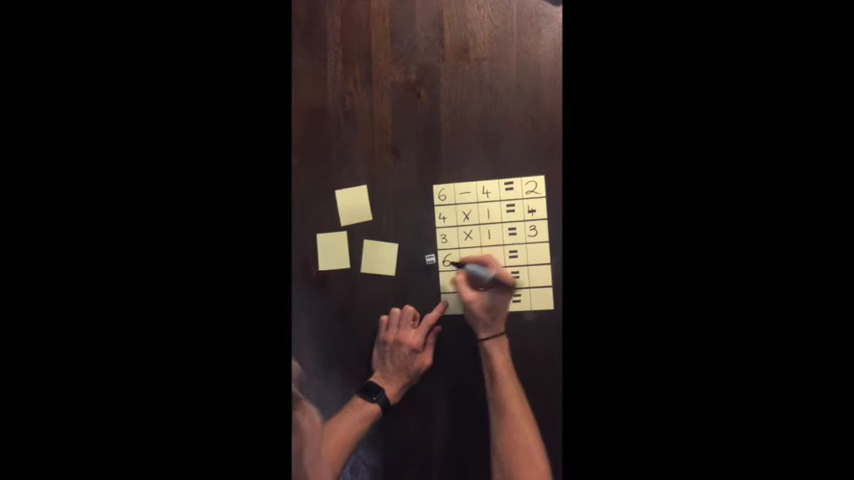 6 - 4 = 2
4 x 1 = 4
3 x 1 = 3
6 =
=
=